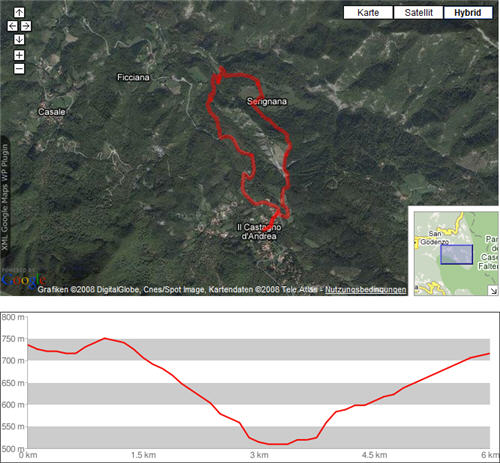 Karte Satellit Hybrid
Ficciana
Serignana
Casale
XML Google Maps WP Plugin
Il Castagno
d'Andrea
San
Godenzo
Par
de
Case
Falter
POWERED BY
Google
Grafiken ©2008 DigitalGlobe, Cnes/Spot Image, Kartendaten ©2008 Tele Atlas - Nutzungsbedingungen
800 m
750 m
700 m
650 m
600 m
550 m
500 m
0 km 1.5 km 3 km 4.5 km 6 km